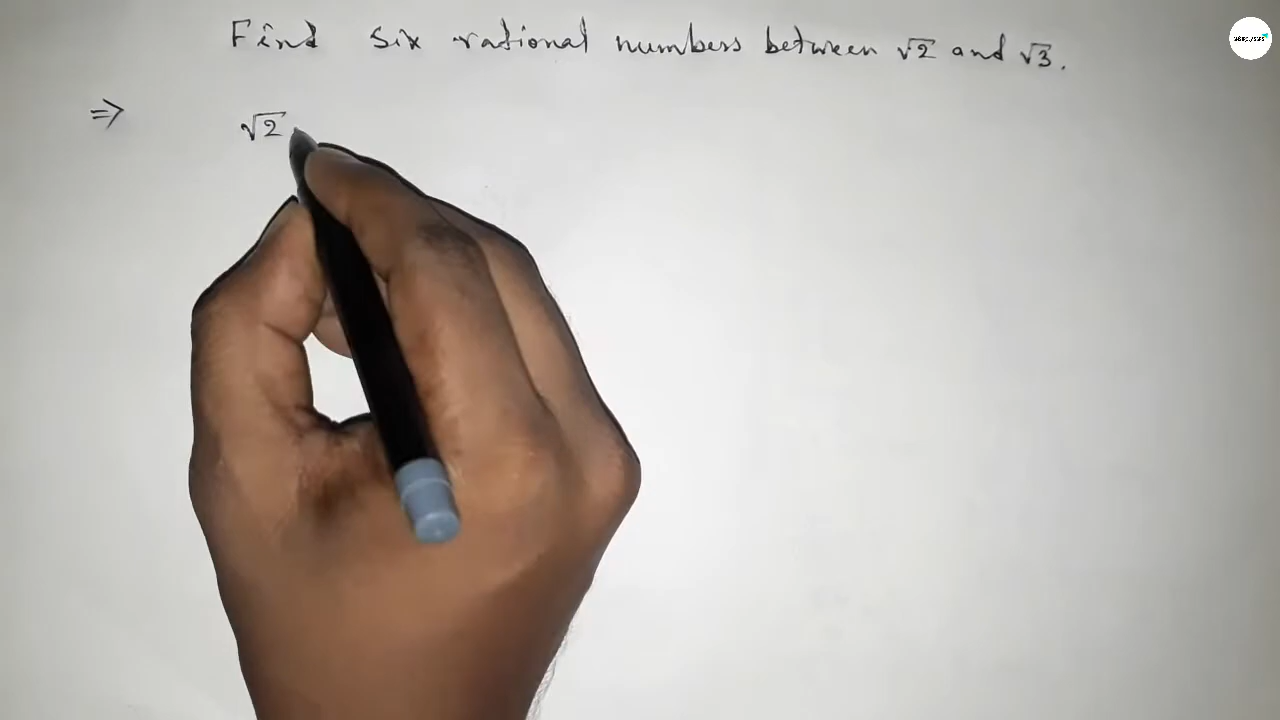 Find six rational numbers between √2 and √3.
⇒ √2